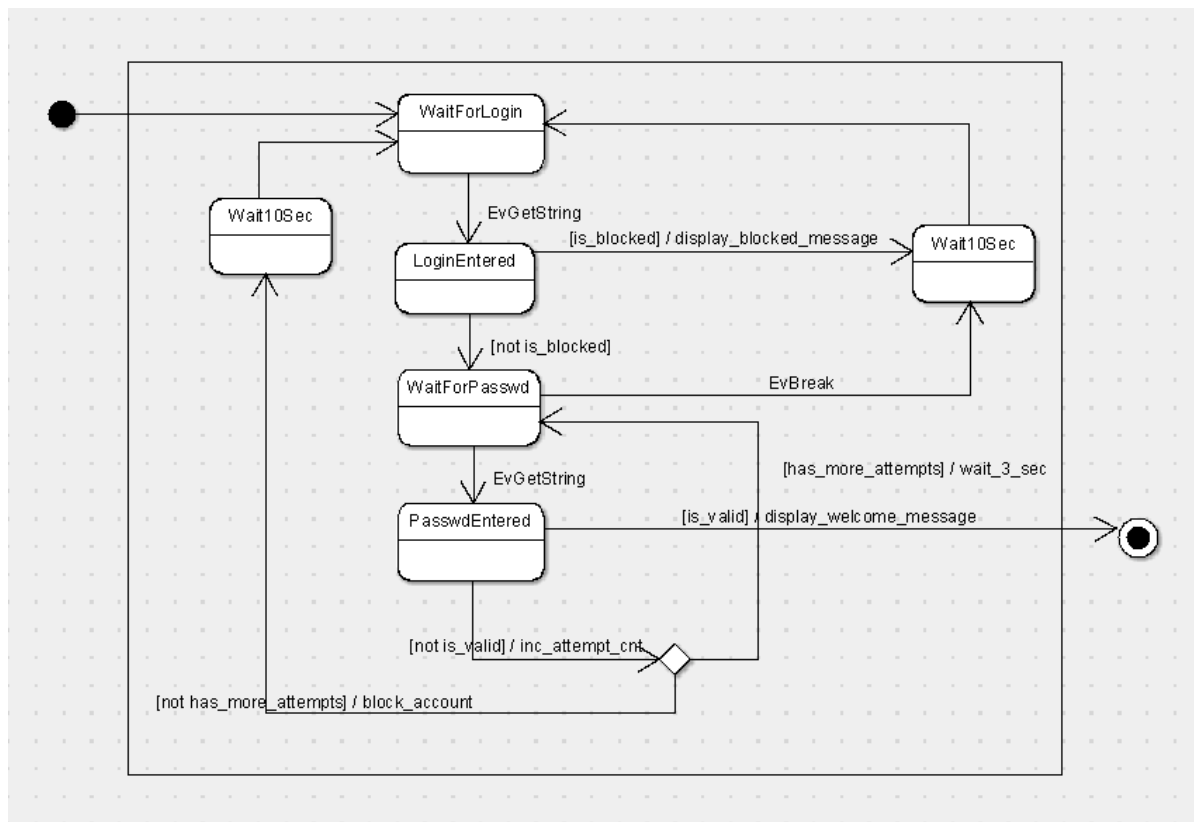 WaitForLogin
Wait10Sec
EvGetString
[is_blocked] / display_blocked_message
Wait10Sec
LoginEntered
[not is_blocked]
WaitForPasswd
EvBreak
[has_more_attempts] / wait_3_sec
EvGetString
PasswdEntered
[is_valid] / display_welcome_message
[not is_valid] / inc_attempt_cnt
[not has_more_attempts] / block_account